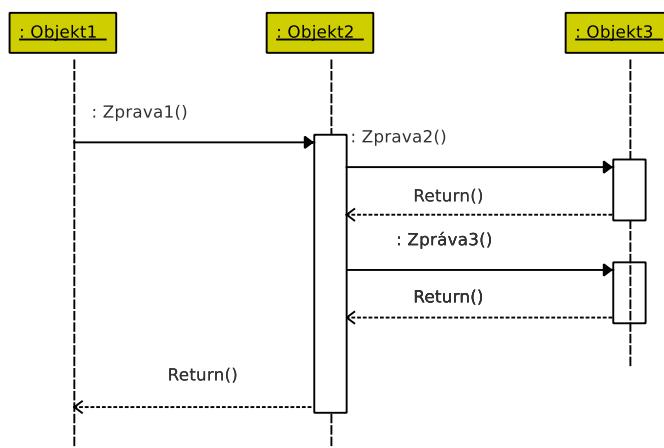 : Objekt1
: Objekt2
: Objekt3
: Zprava1()
: Zprava2()
Return()
: Zpráva3()
Return()
Return()